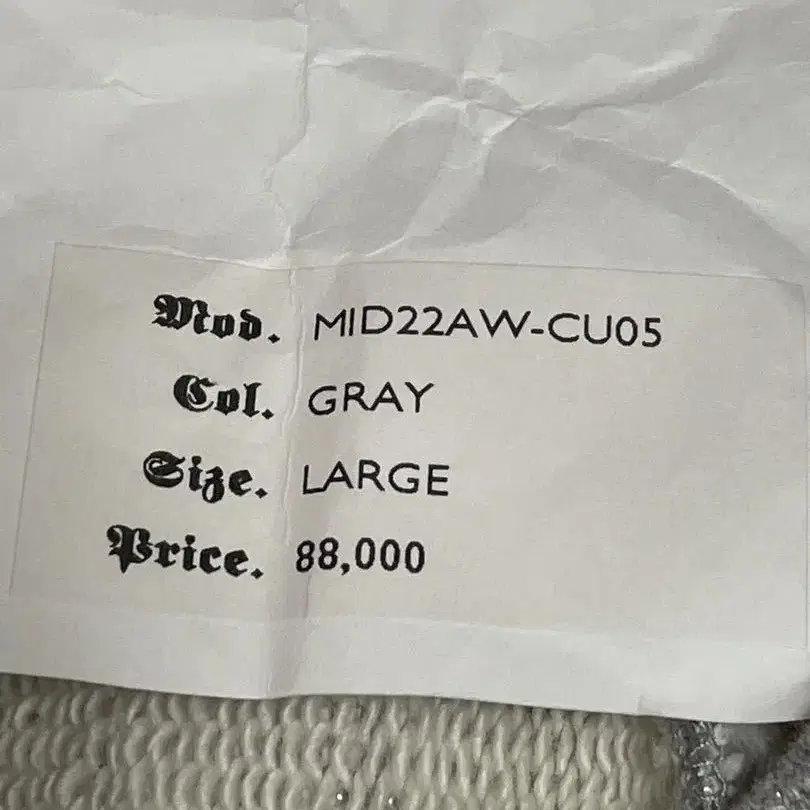 Mod. MID22AW-CU05
Col. GRAY
Size. LARGE
Price. 88,000